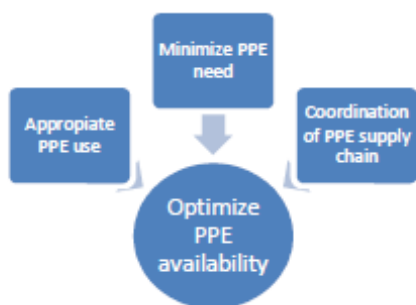 Minimize PPE
need
Appropiate
PPE use
Coordination
of PPE supply
chain
Optimize
PPE
availability